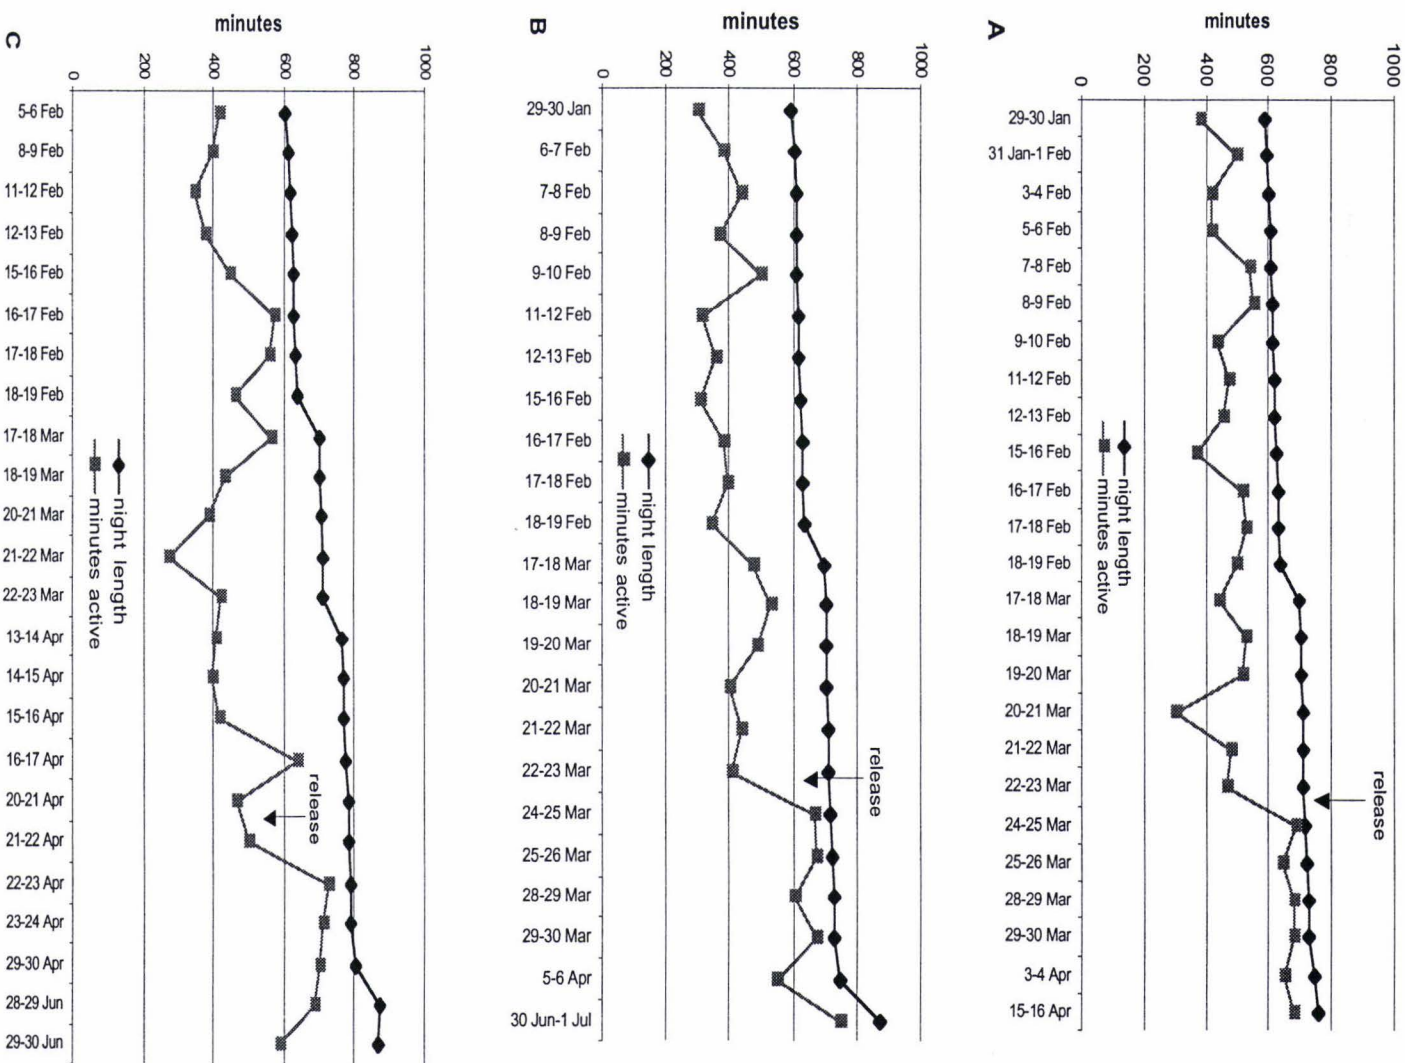 A
minutes
1000
800
600
400
200
0
29-30 Jan
31 Jan-1 Feb
3-4 Feb
5-6 Feb
7-8 Feb
8-9 Feb
9-10 Feb
11-12 Feb
12-13 Feb
15-16 Feb
16-17 Feb
17-18 Feb
18-19 Feb
17-18 Mar
18-19 Mar
19-20 Mar
20-21 Mar
21-22 Mar
22-23 Mar
24-25 Mar
25-26 Mar
28-29 Mar
29-30 Mar
3-4 Apr
15-16 Apr
release
night length
minutes active
B
minutes
1000
800
600
400
200
0
29-30 Jan
6-7 Feb
7-8 Feb
8-9 Feb
9-10 Feb
11-12 Feb
12-13 Feb
15-16 Feb
16-17 Feb
17-18 Feb
18-19 Feb
17-18 Mar
18-19 Mar
19-20 Mar
20-21 Mar
21-22 Mar
22-23 Mar
24-25 Mar
25-26 Mar
28-29 Mar
29-30 Mar
5-6 Apr
30 Jun-1 Jul
release
night length
minutes active
C
minutes
1000
800
600
400
200
0
5-6 Feb
8-9 Feb
11-12 Feb
12-13 Feb
15-16 Feb
16-17 Feb
17-18 Feb
18-19 Feb
17-18 Mar
18-19 Mar
20-21 Mar
21-22 Mar
22-23 Mar
13-14 Apr
14-15 Apr
15-16 Apr
16-17 Apr
20-21 Apr
21-22 Apr
22-23 Apr
23-24 Apr
29-30 Apr
28-29 Jun
29-30 Jun
release
night length
minutes active